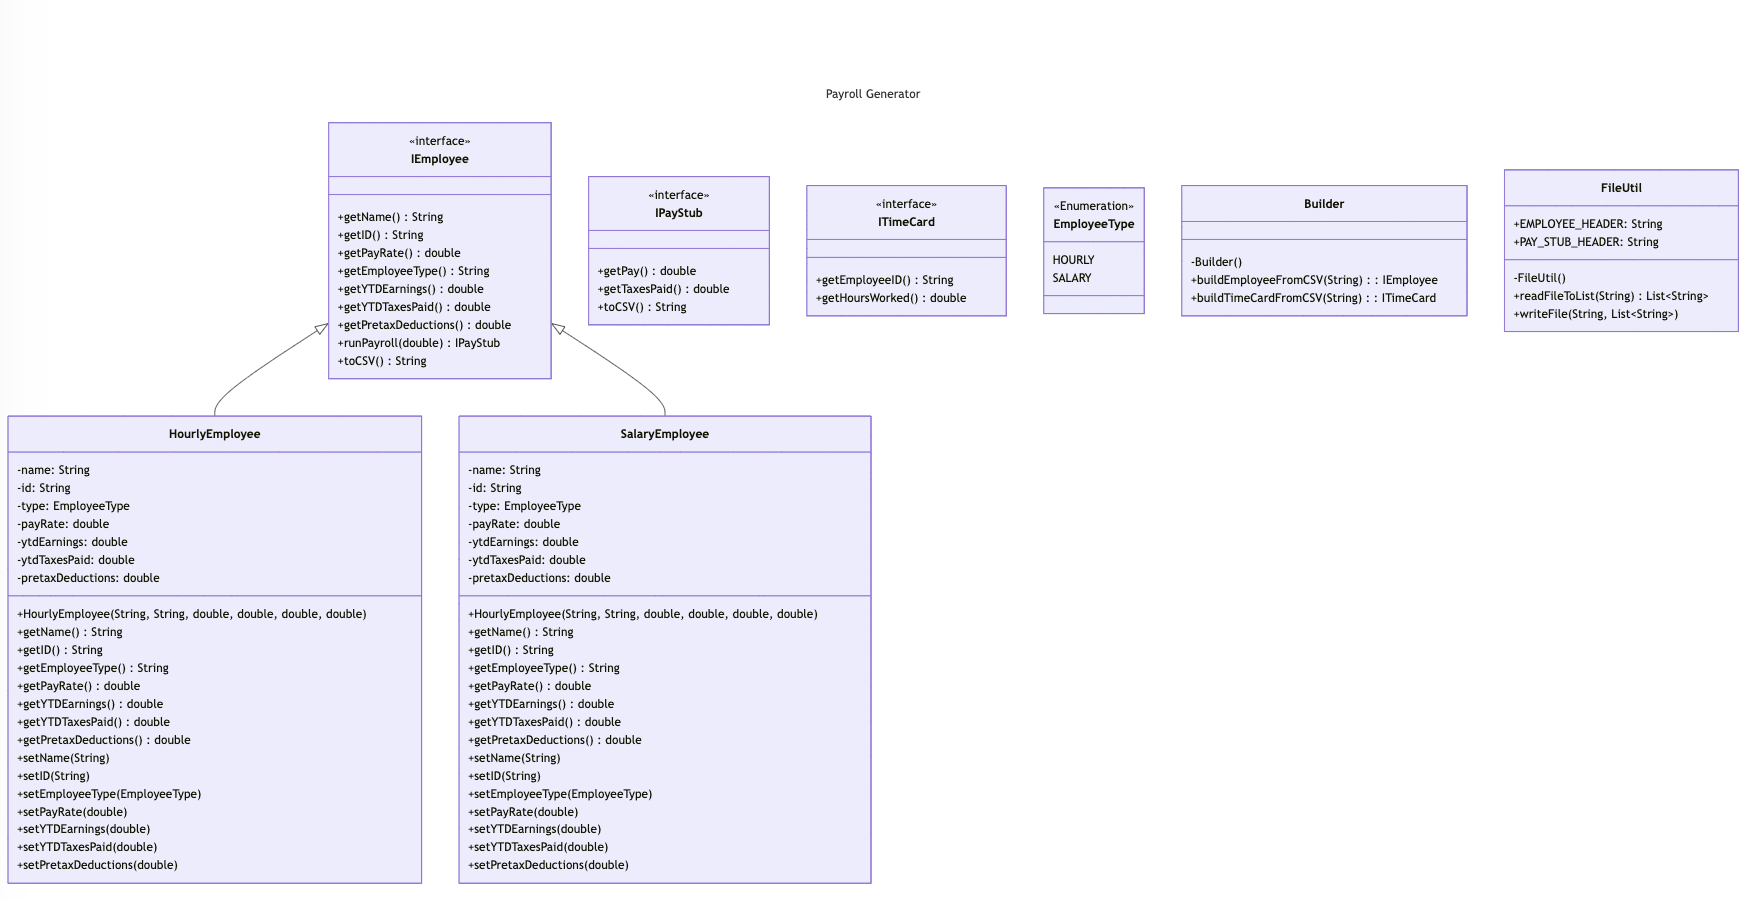 Payroll Generator
«interface»
IEmployee
+getName() : String
+getID() : String
+getPayRate() : double
+getEmployeeType() : String
+getYTDEarnings() : double
+getYTDTaxesPaid() : double
+getPretaxDeductions() : double
+runPayroll(double) : IPayStub
+toCSV() : String
«interface»
IPayStub
+getPay() : double
+getTaxesPaid() : double
+toCSV() : String
«interface»
ITimeCard
+getEmployeeID() : String
+getHoursWorked() : double
«Enumeration»
EmployeeType
HOURLY
SALARY
Builder
-Builder()
+buildEmployeeFromCSV(String) : : IEmployee
+buildTimeCardFromCSV(String) : : ITimeCard
FileUtil
+EMPLOYEE_HEADER: String
+PAY_STUB_HEADER: String
-FileUtil()
+readFileToList(String) : List<String>
+writeFile(String, List<String>)
HourlyEmployee
-name: String
-id: String
-type: EmployeeType
-payRate: double
-ytdEarnings: double
-ytdTaxesPaid: double
-pretaxDeductions: double
+HourlyEmployee(String, String, double, double, double, double)
+getName() : String
+getID() : String
+getEmployeeType() : String
+getPayRate() : double
+getYTDEarnings() : double
+getYTDTaxesPaid() : double
+getPretaxDeductions() : double
+setName(String)
+setID(String)
+setEmployeeType(EmployeeType)
+setPayRate(double)
+setYTDEarnings(double)
+setYTDTaxesPaid(double)
+setPretaxDeductions(double)
SalaryEmployee
-name: String
-id: String
-type: EmployeeType
-payRate: double
-ytdEarnings: double
-ytdTaxesPaid: double
-pretaxDeductions: double
+HourlyEmployee(String, String, double, double, double, double)
+getName() : String
+getID() : String
+getEmployeeType() : String
+getPayRate() : double
+getYTDEarnings() : double
+getYTDTaxesPaid() : double
+getPretaxDeductions() : double
+setName(String)
+setID(String)
+setEmployeeType(EmployeeType)
+setPayRate(double)
+setYTDEarnings(double)
+setYTDTaxesPaid(double)
+setPretaxDeductions(double)